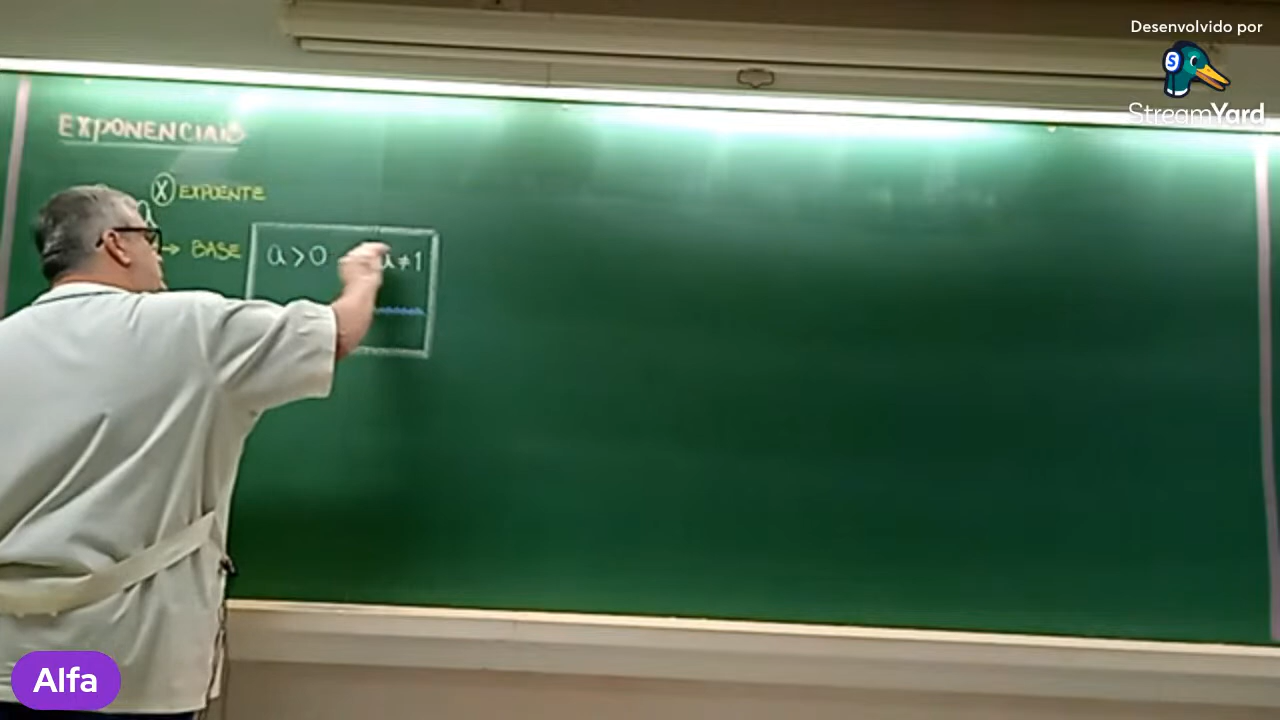 Desenvolvido por
StreamYard
EXPONENCIAIS
a
x EXPOENTE
→ BASE
a > 0
a ≠ 1
Alfa